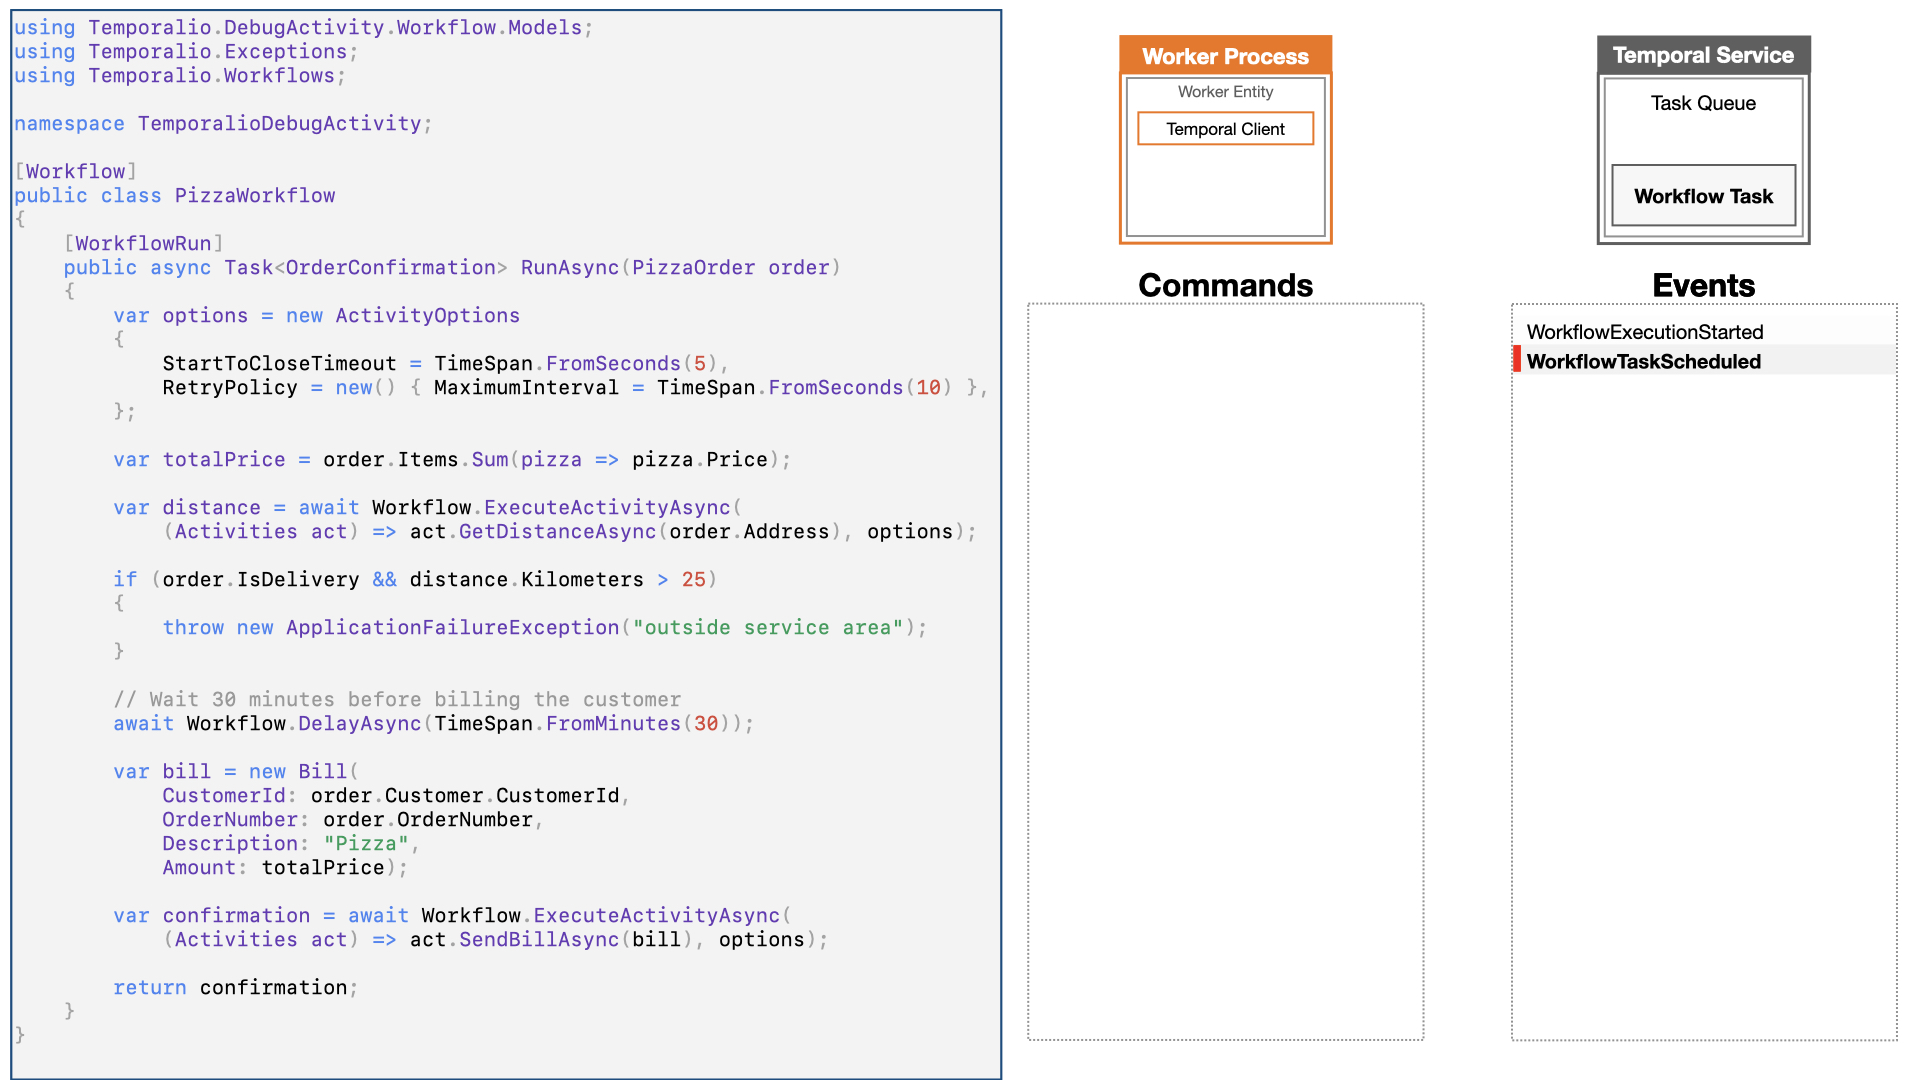 using Temporalio.DebugActivity.Workflow.Models;
using Temporalio.Exceptions;
using Temporalio.Workflows;

namespace TemporalioDebugActivity;

[Workflow]
public class PizzaWorkflow
{
    [WorkflowRun]
    public async Task<OrderConfirmation> RunAsync(PizzaOrder order)
    {
        var options = new ActivityOptions
        {
            StartToCloseTimeout = TimeSpan.FromSeconds(5),
            RetryPolicy = new() { MaximumInterval = TimeSpan.FromSeconds(10) },
        };

        var totalPrice = order.Items.Sum(pizza => pizza.Price);

        var distance = await Workflow.ExecuteActivityAsync(
            (Activities act) => act.GetDistanceAsync(order.Address), options);

        if (order.IsDelivery && distance.Kilometers > 25)
        {
            throw new ApplicationFailureException("outside service area");
        }

        // Wait 30 minutes before billing the customer
        await Workflow.DelayAsync(TimeSpan.FromMinutes(30));

        var bill = new Bill(
            CustomerId: order.Customer.CustomerId,
            OrderNumber: order.OrderNumber,
            Description: "Pizza",
            Amount: totalPrice);

        var confirmation = await Workflow.ExecuteActivityAsync(
            (Activities act) => act.SendBillAsync(bill), options);

        return confirmation;
    }
}
Worker Process
Worker Entity
Temporal Client
Commands
Temporal Service
Task Queue
Workflow Task
Events
WorkflowExecutionStarted
WorkflowTaskScheduled